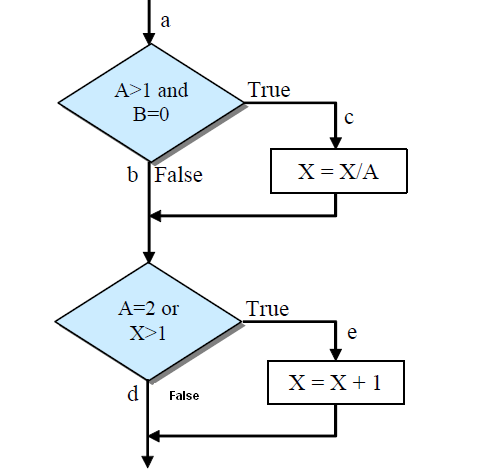 a
A>1 and
B=0
True
c
X = X/A
b False
A=2 or
X>1
True
e
X = X + 1
d False